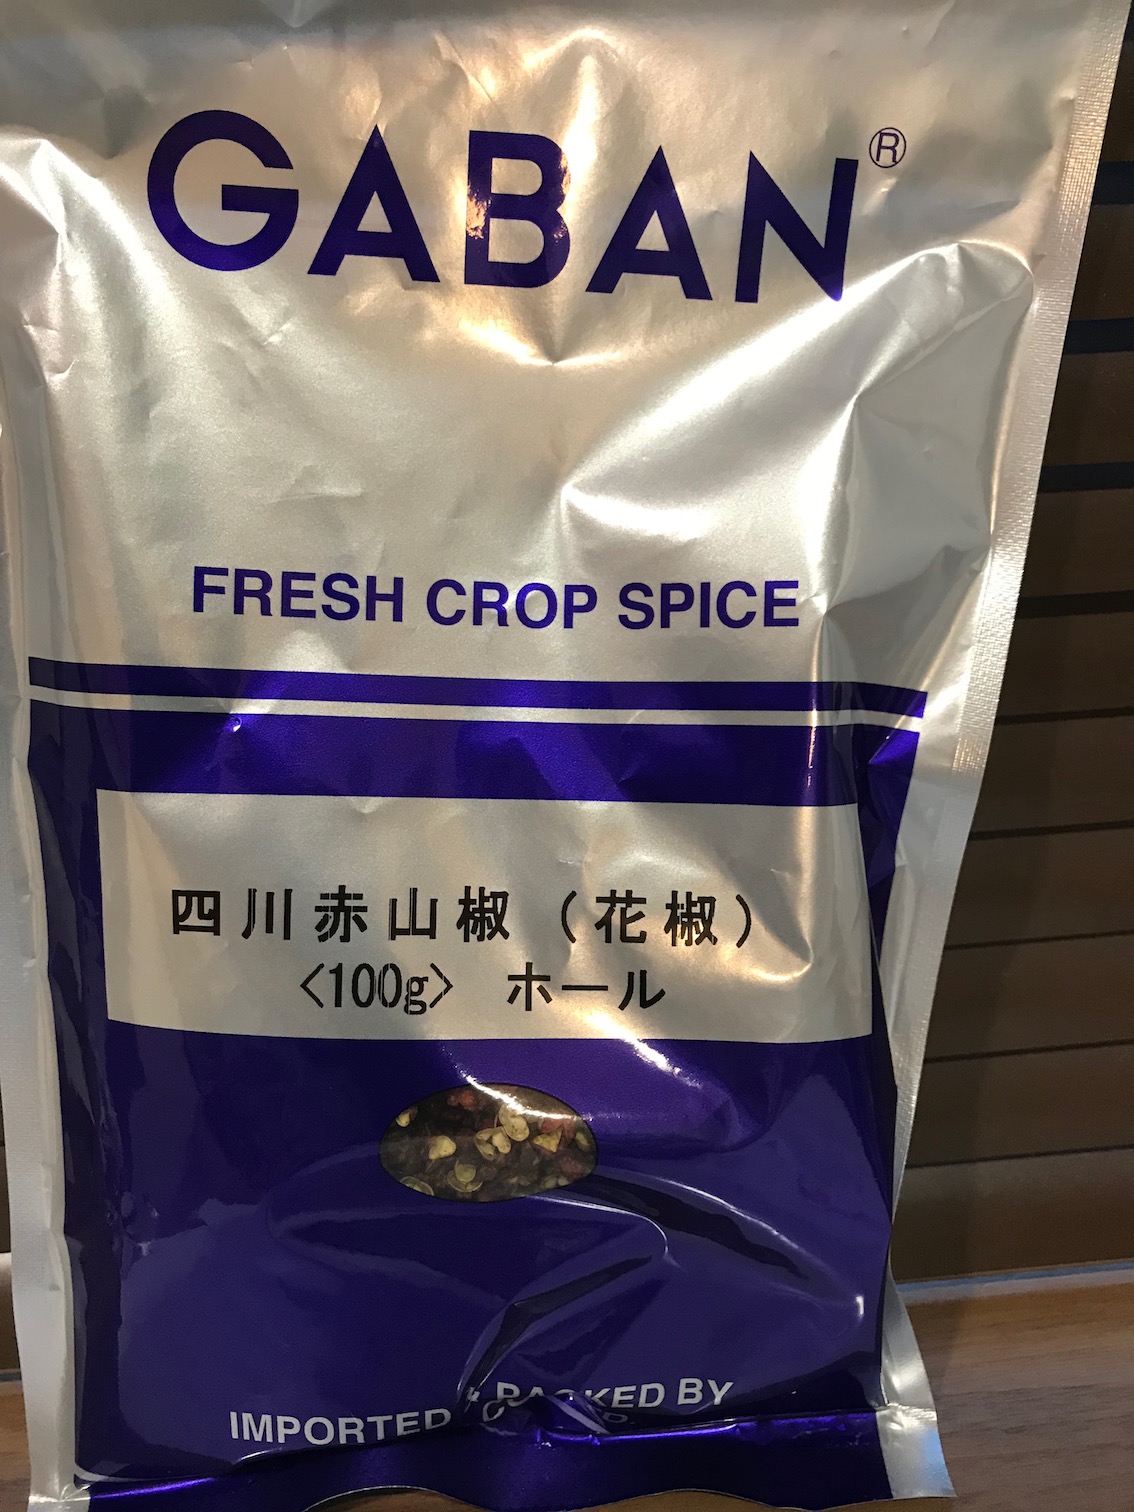 GABAN®
FRESH CROP SPICE
四川赤山椒（花椒）
〈100g〉 ホール
IMPORTED & PACKED BY